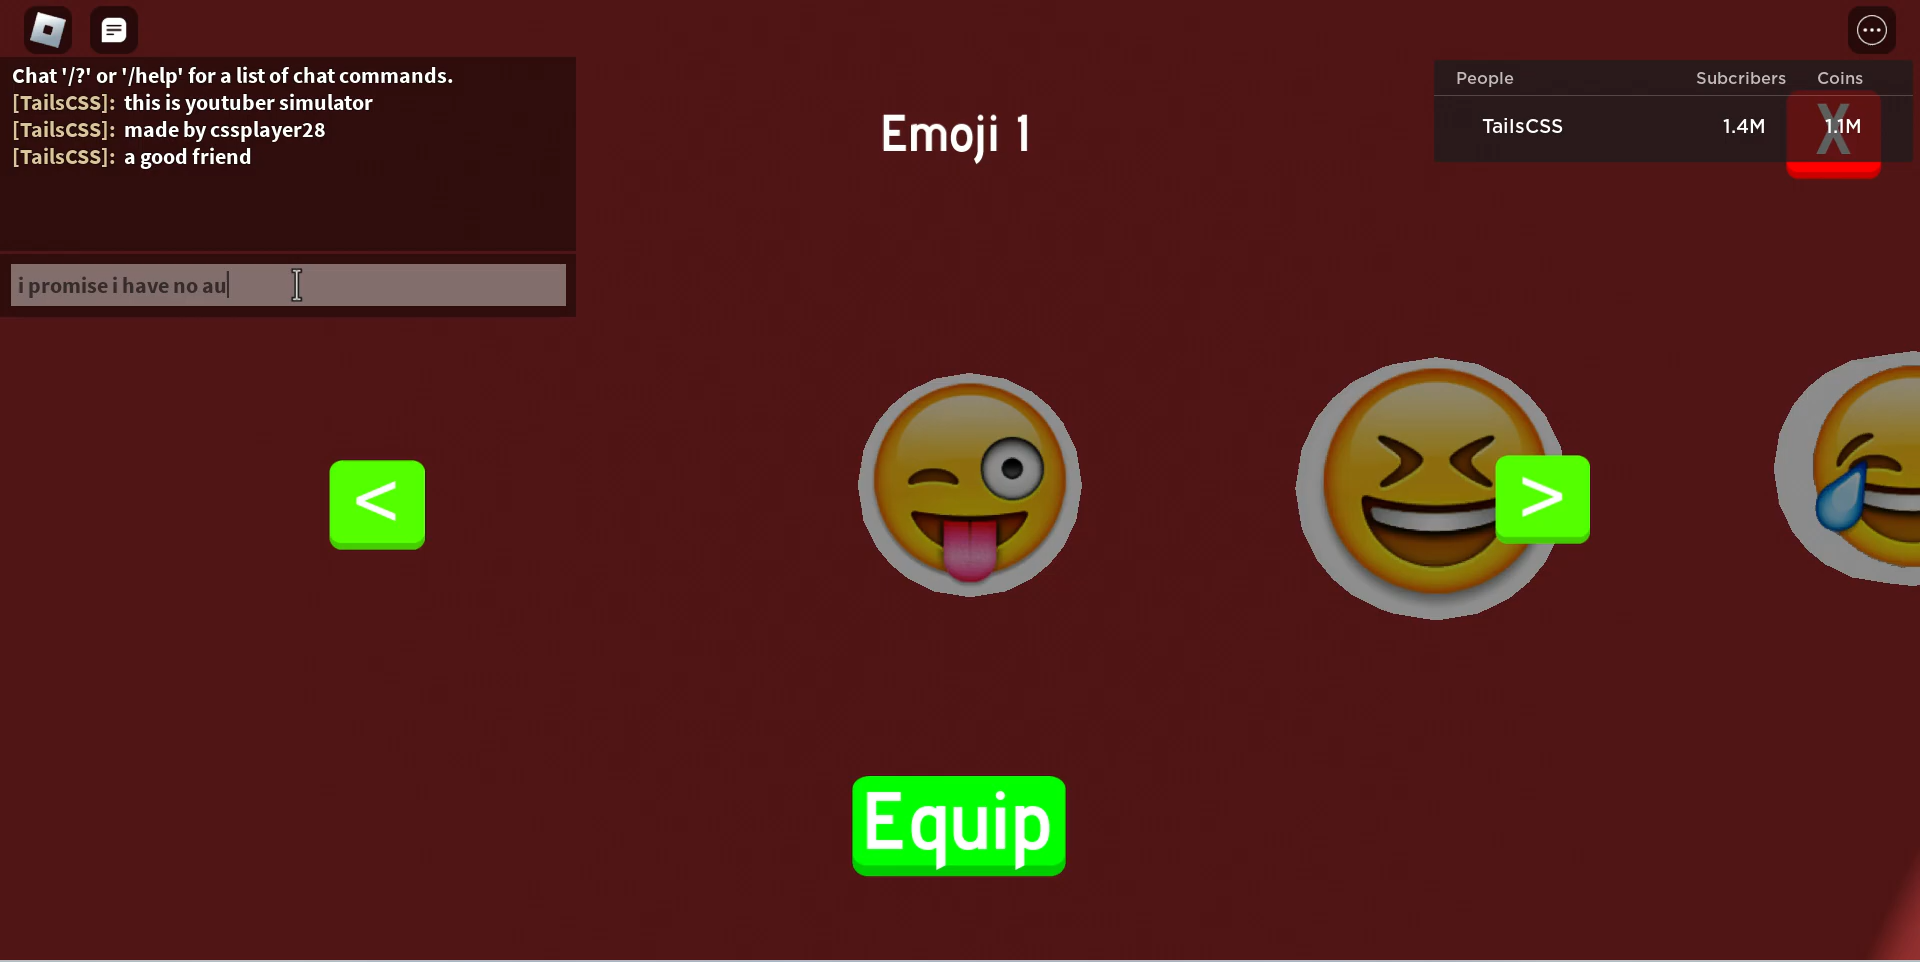 Chat '/?' or '/help' for a list of chat commands.
[TailsCSS]: this is youtuber simulator
[TailsCSS]: made by cssplayer28
[TailsCSS]: a good friend
i promise i have no au
Emoji 1
People Subcribers Coins
TailsCSS 1.4M 1.1M
X
<
>
Equip